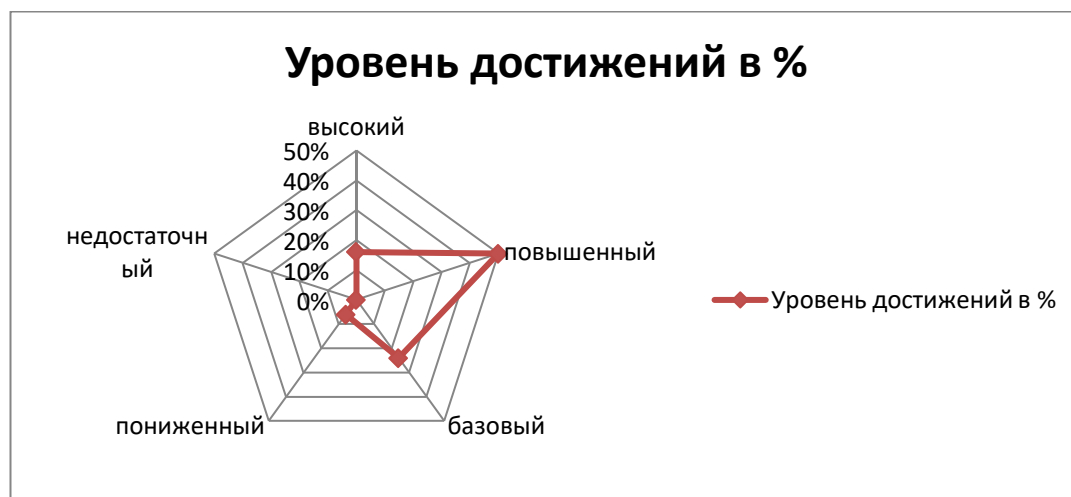 Уровень достижений в %
высокий
50%
40%
30%
20%
10%
0%
повышенный
базовый
пониженный
недостаточн
ый
Уровень достижений в %